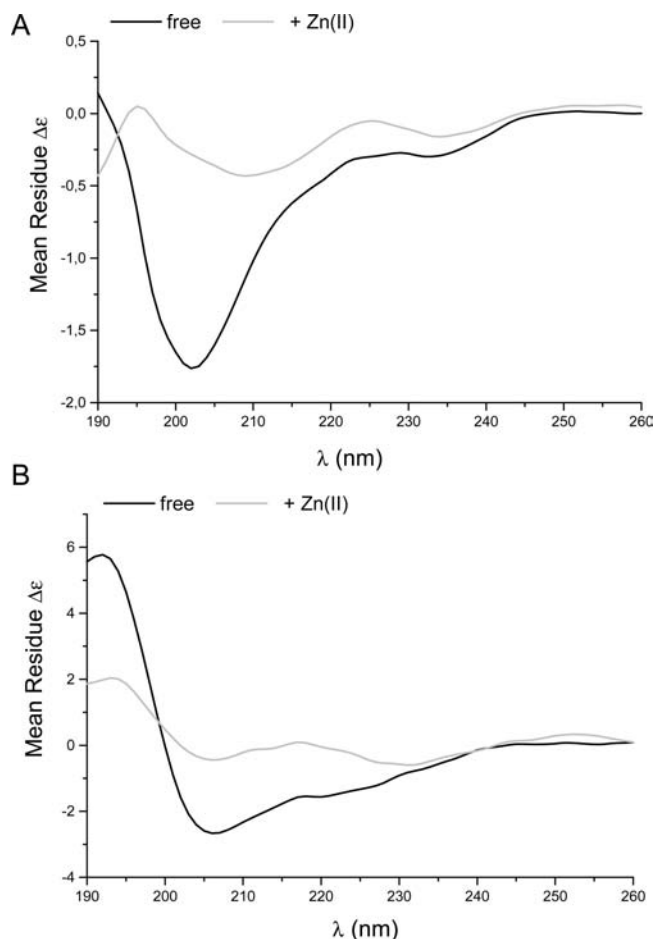 A
free + Zn(II)
0,5
0,0
-0,5
-1,0
-1,5
-2,0
Mean Residue Δε
190 200 210 220 230 240 250 260
λ (nm)
B
free + Zn(II)
6
4
2
0
-2
-4
Mean Residue Δε
190 200 210 220 230 240 250 260
λ (nm)